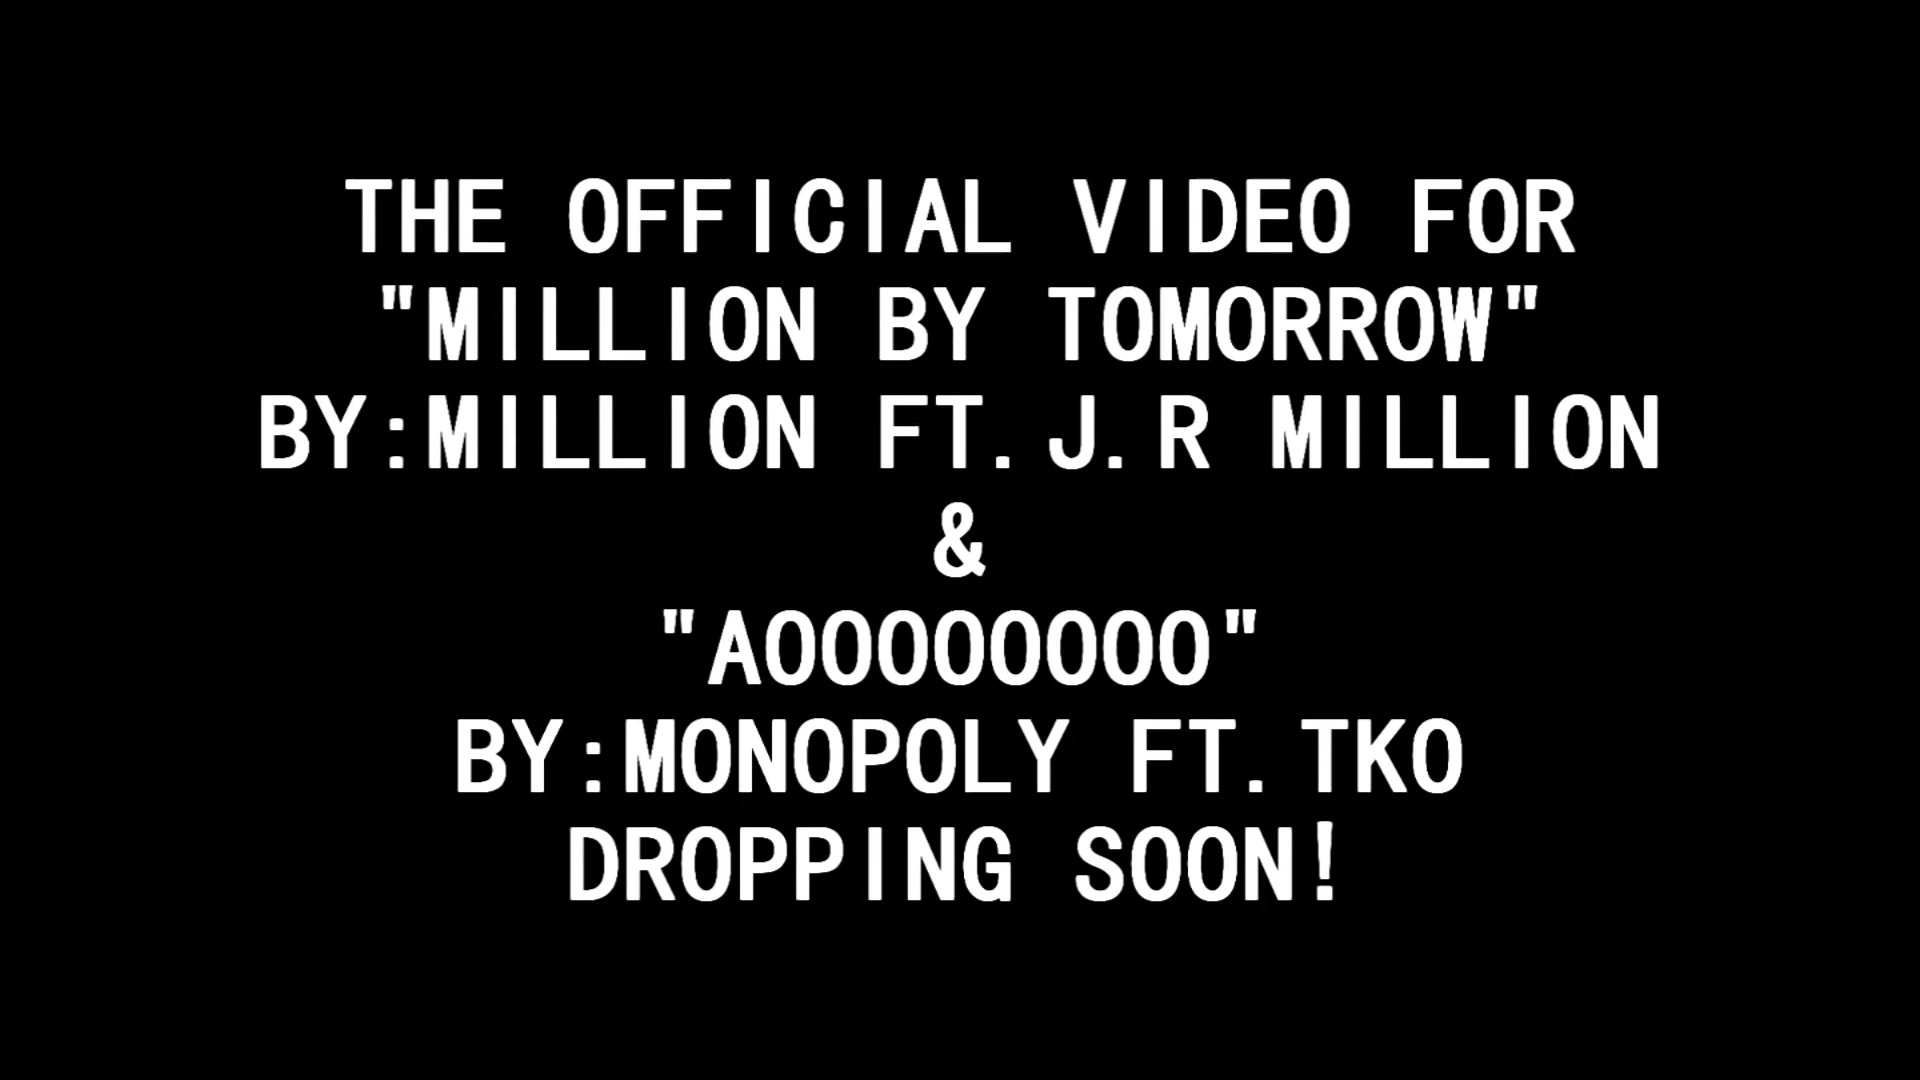 THE OFFICIAL VIDEO FOR
"MILLION BY TOMORROW"
BY:MILLION FT.J.R MILLION
&
"AOOOOOOOO"
BY:MONOPOLY FT.TKO
DROPPING SOON!